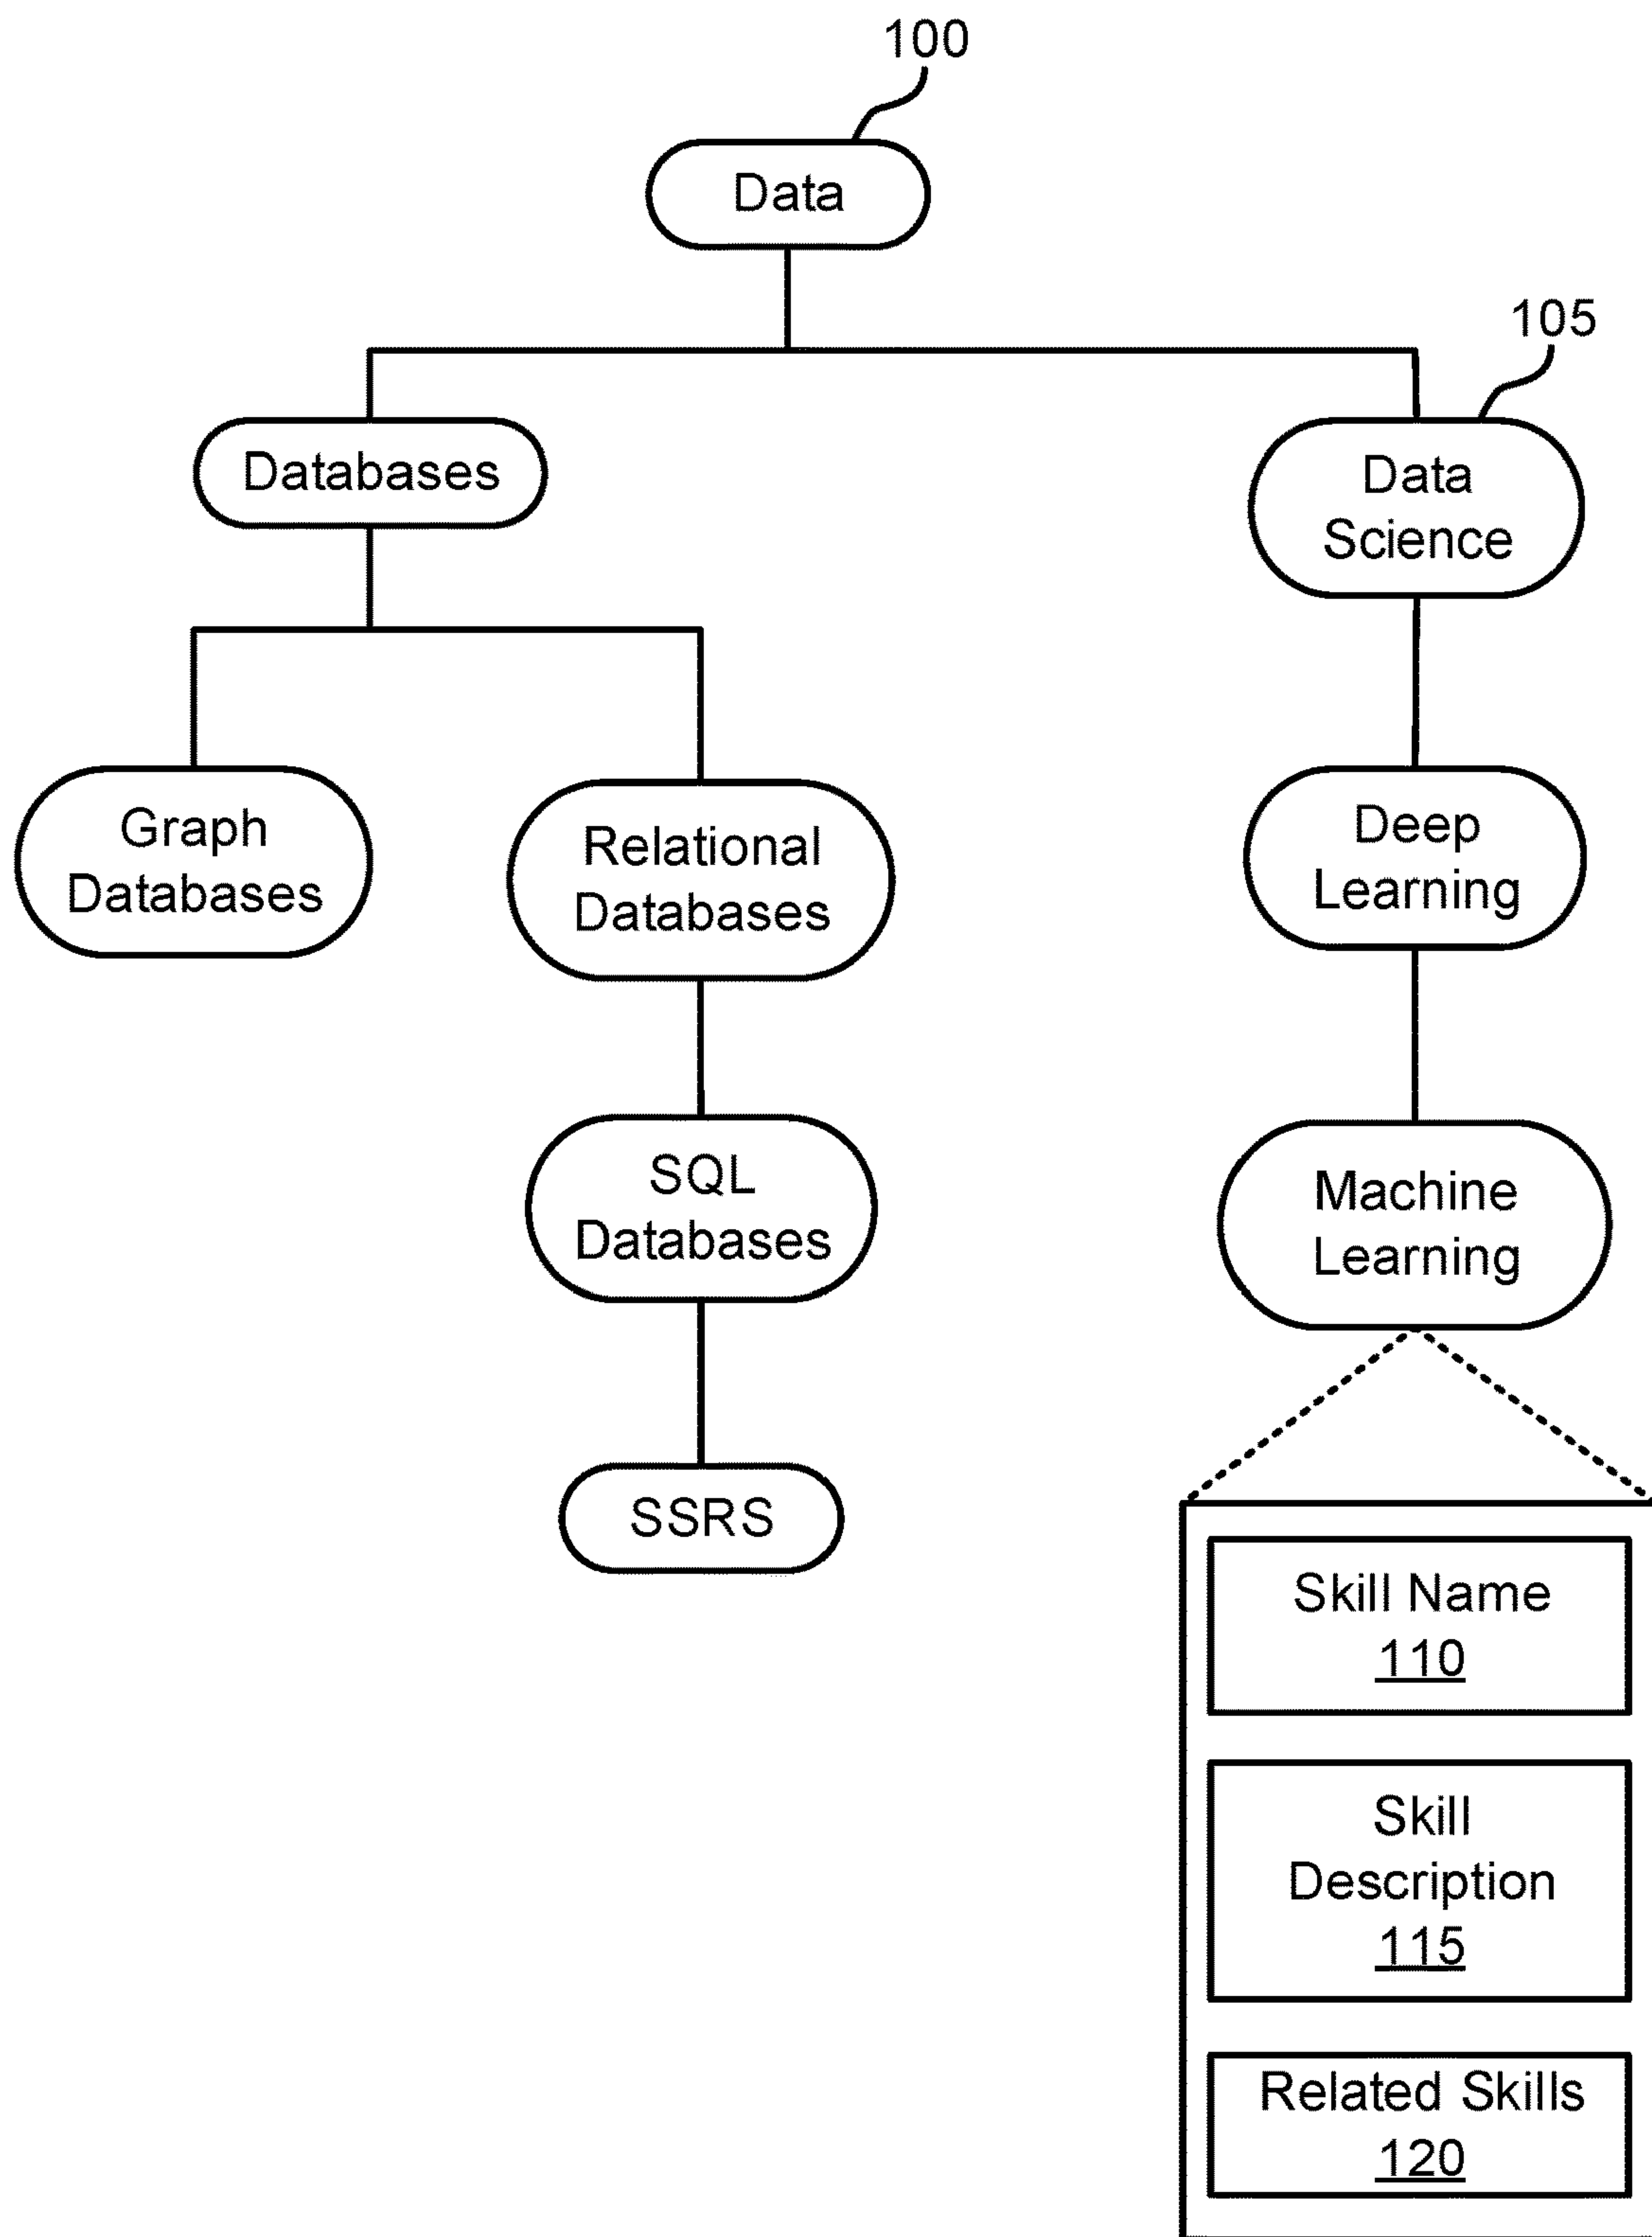 100
Data
105
Databases
Data
Science
Graph
Databases
Relational
Databases
Deep
Learning
SQL
Databases
Machine
Learning
SSRS
Skill Name
110
Skill
Description
115
Related Skills
120